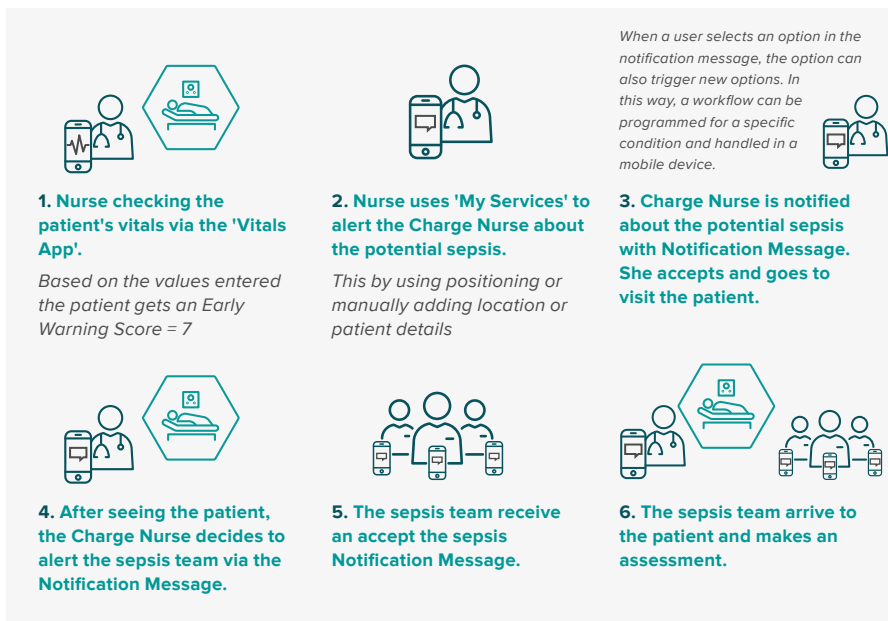 1. Nurse checking the
patient's vitals via the 'Vitals
App'.
Based on the values entered
the patient gets an Early
Warning Score = 7
2. Nurse uses 'My Services' to
alert the Charge Nurse about
the potential sepsis.
This by using positioning or
manually adding location or
patient details
When a user selects an option in the
notification message, the option can
also trigger new options. In
this way, a workflow can be
programmed for a specific
condition and handled in a
mobile device.
3. Charge Nurse is notified
about the potential sepsis
with Notification Message.
She accepts and goes to
visit the patient.
4. After seeing the patient,
the Charge Nurse decides to
alert the sepsis team via the
Notification Message.
5. The sepsis team receive
an accept the sepsis
Notification Message.
6. The sepsis team arrive to
the patient and makes an
assessment.